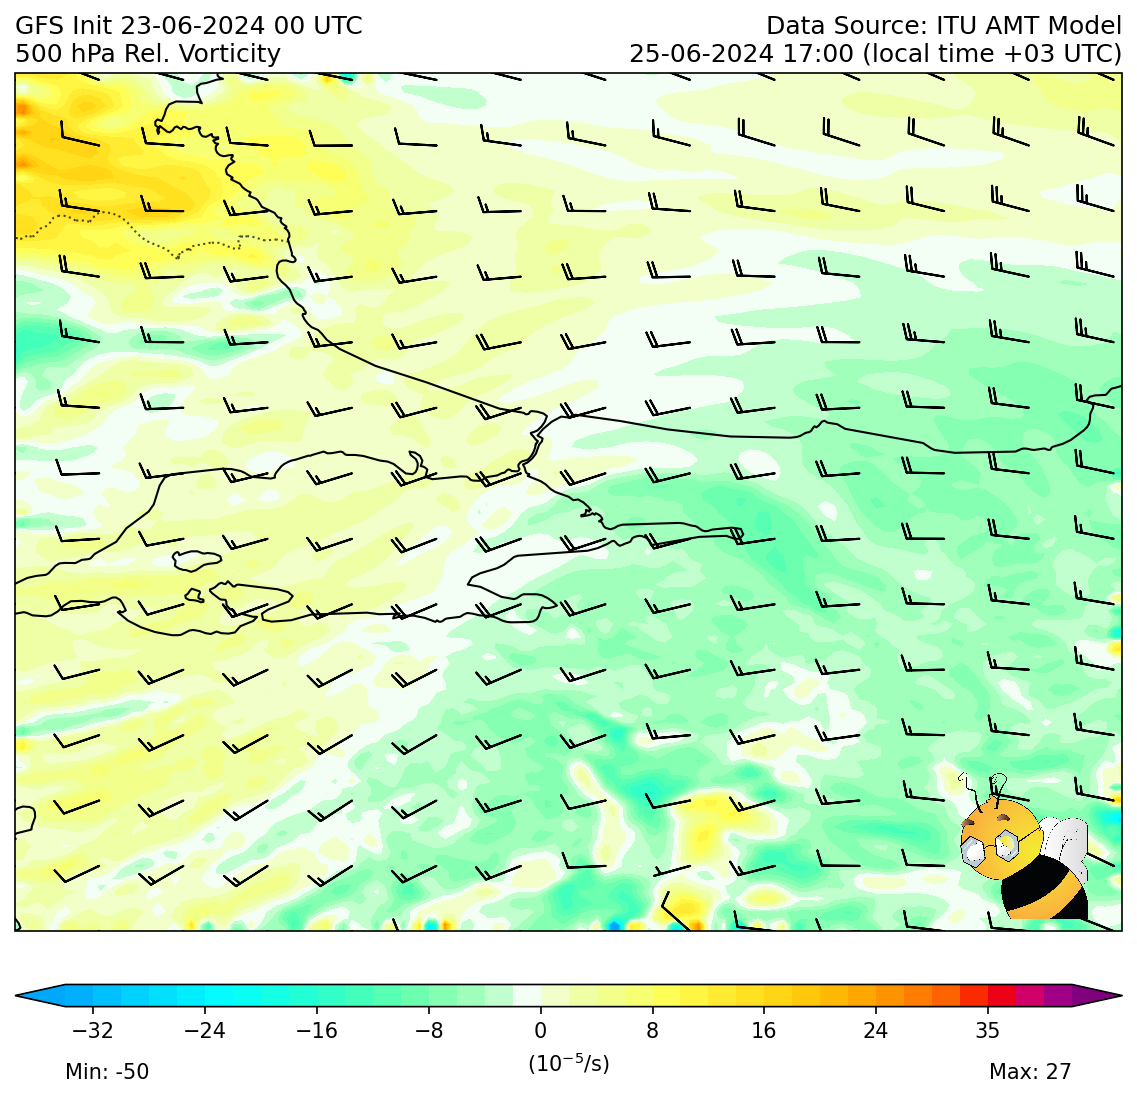 GFS Init 23-06-2024 00 UTC
Data Source: ITU AMT Model
500 hPa Rel. Vorticity
25-06-2024 17:00 (local time +03 UTC)
−32 −24 −16 −8 0 8 16 24 35
(10⁻⁵/s)
Min: -50
Max: 27